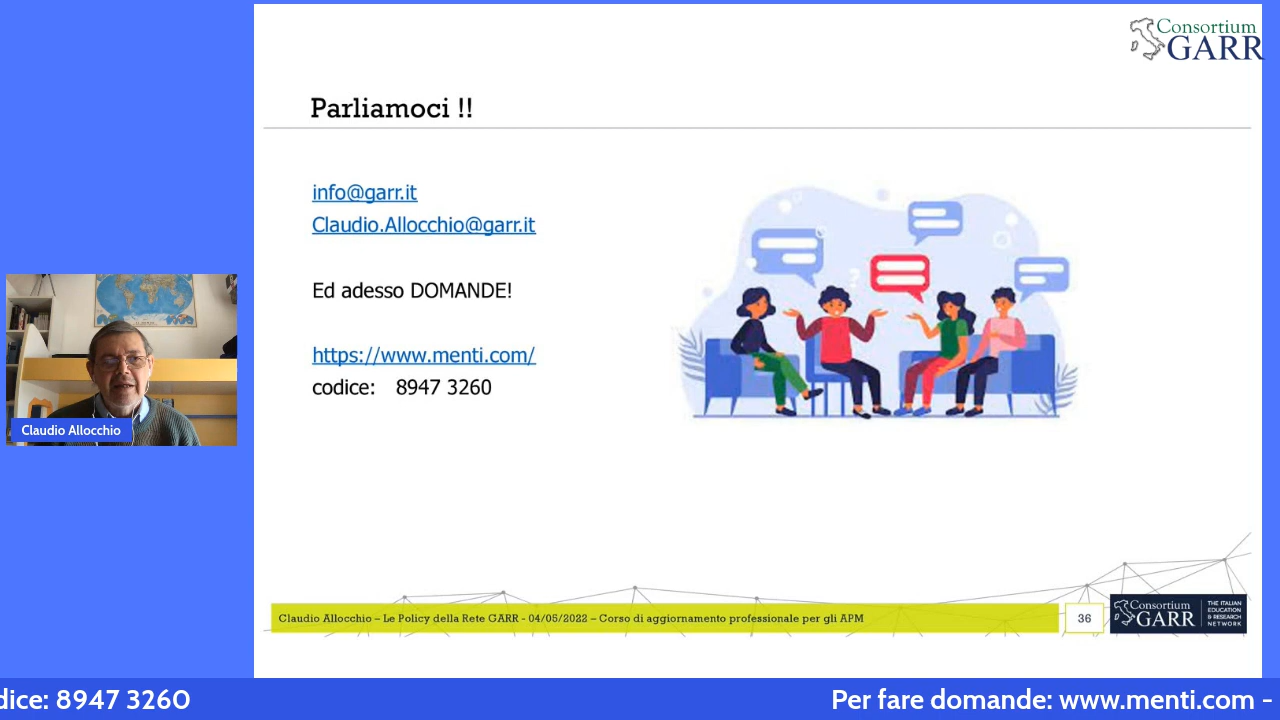 Consortium
GARR
Parliamoci !!
info@garr.it
Claudio.Allocchio@garr.it
Ed adesso DOMANDE!
https://www.menti.com/
codice: 8947 3260
Claudio Allocchio
Claudio Allocchio – Le Policy della Rete GARR - 04/05/2022 – Corso di aggiornamento professionale per gli APM
36
Consortium
GARR
THE ITALIAN
EDUCATION
& RESEARCH
NETWORK
dice: 8947 3260
Per fare domande: www.menti.com -